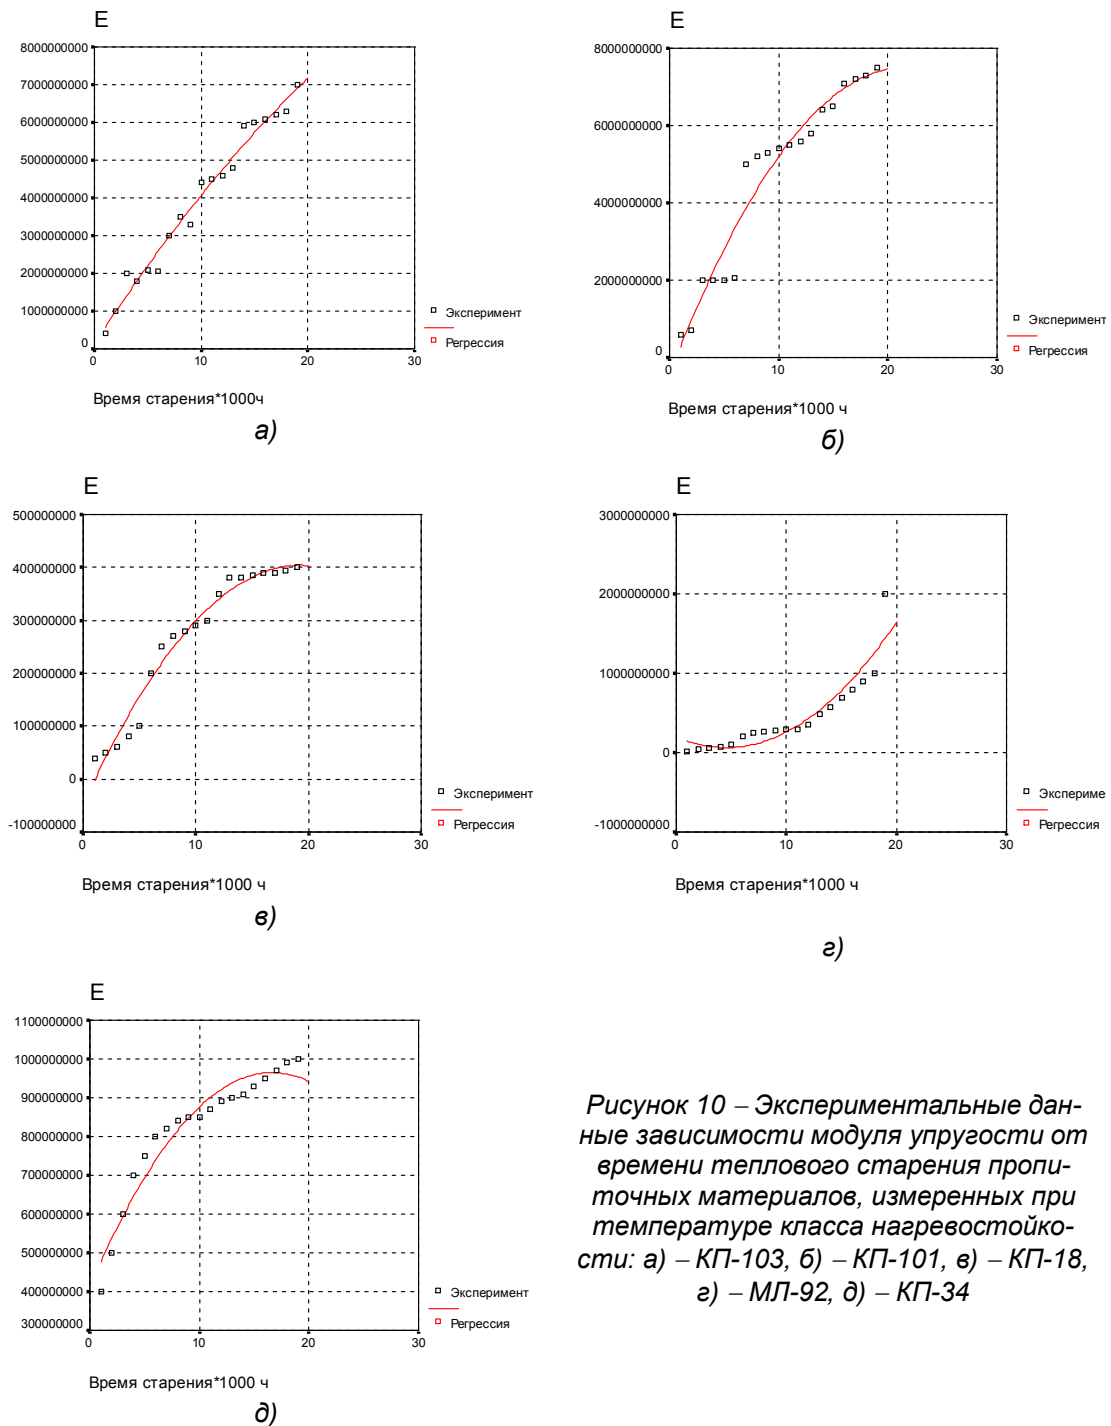 E
8000000000
7000000000
6000000000
5000000000
4000000000
3000000000
2000000000
1000000000
0
0
10
20
30
Эксперимент
Регрессия
Время старения*1000ч
а)
E
8000000000
6000000000
4000000000
2000000000
0
0
10
20
30
Эксперимент
Регрессия
Время старения*1000 ч
б)
E
500000000
400000000
300000000
200000000
100000000
0
-100000000
0
10
20
30
Эксперимент
Регрессия
Время старения*1000 ч
в)
E
3000000000
2000000000
1000000000
0
-1000000000
0
10
20
30
Экспериме
Регрессия
Время старения*1000 ч
г)
E
1100000000
1000000000
900000000
800000000
700000000
600000000
500000000
400000000
300000000
0
10
20
30
Эксперимент
Регрессия
Время старения*1000 ч
д)
Рисунок 10 – Экспериментальные дан-
ные зависимости модуля упругости от
времени теплового старения пропи-
точных материалов, измеренных при
температуре класса нагревостойко-
сти: а) – КП-103, б) – КП-101, в) – КП-18,
г) – МЛ-92, д) – КП-34